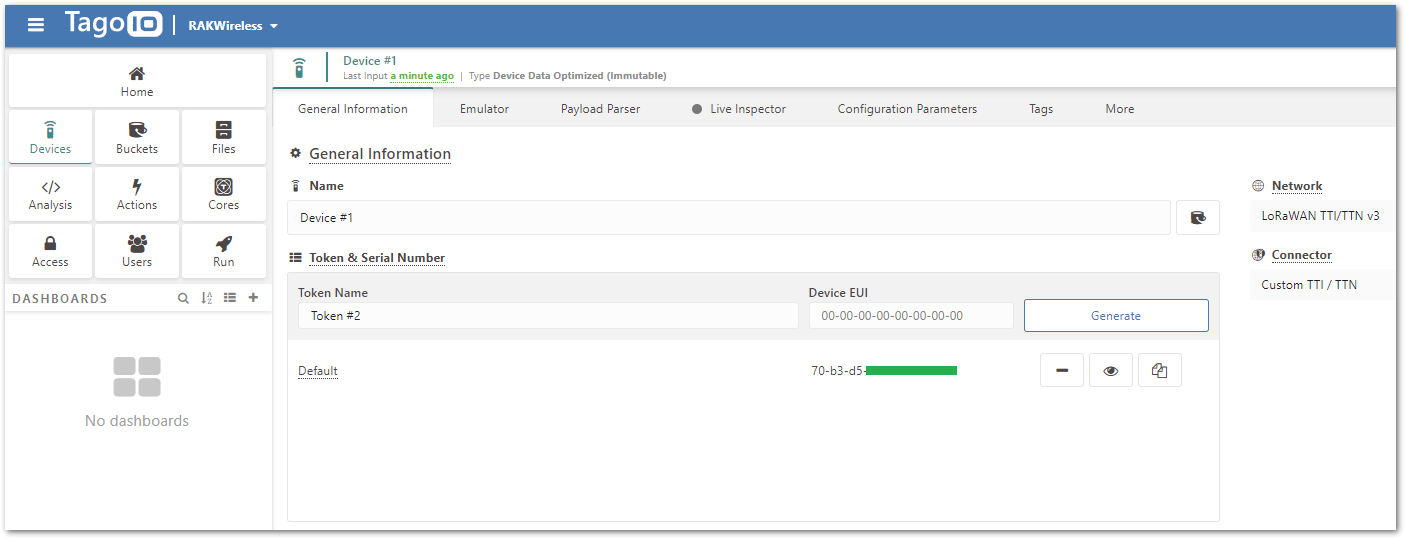 Tago IO RAKWireless
Home
Devices Buckets Files
Analysis Actions Cores
Access Users Run
DASHBOARDS
No dashboards
Device #1
Last Input a minute ago | Type Device Data Optimized (Immutable)
General Information Emulator Payload Parser Live Inspector Configuration Parameters Tags More
General Information
Name
Device #1
Token & Serial Number
Token Name Device EUI
Token #2 00-00-00-00-00-00-00-00 Generate
Default 70-b3-d5-
Network
LoRaWAN TTI/TTN v3
Connector
Custom TTI / TTN